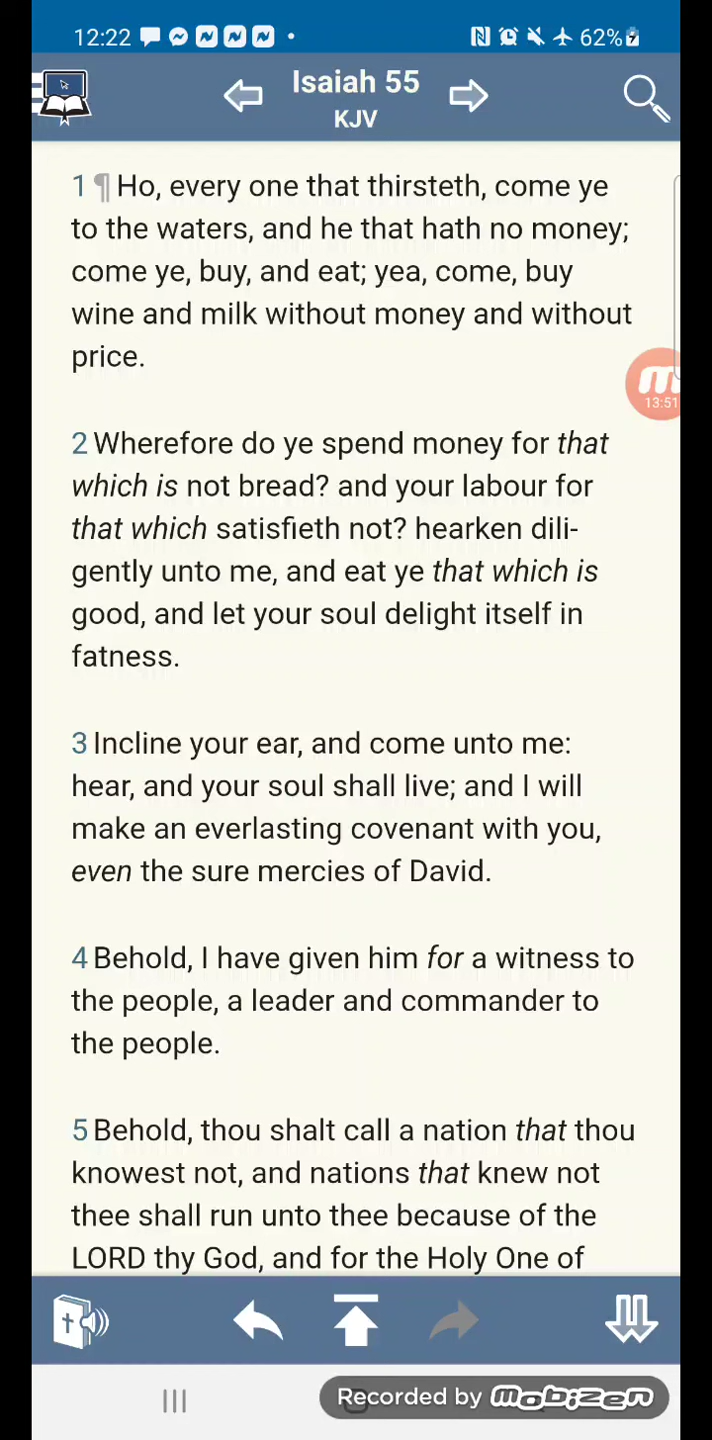 12:22
62%
Isaiah 55
KJV
1 ¶ Ho, every one that thirsteth, come ye
to the waters, and he that hath no money;
come ye, buy, and eat; yea, come, buy
wine and milk without money and without
price.
13:51
2 Wherefore do ye spend money for that
which is not bread? and your labour for
that which satisfieth not? hearken dili-
gently unto me, and eat ye that which is
good, and let your soul delight itself in
fatness.
3 Incline your ear, and come unto me:
hear, and your soul shall live; and I will
make an everlasting covenant with you,
even the sure mercies of David.
4 Behold, I have given him for a witness to
the people, a leader and commander to
the people.
5 Behold, thou shalt call a nation that thou
knowest not, and nations that knew not
thee shall run unto thee because of the
LORD thy God, and for the Holy One of
Recorded by mobizen